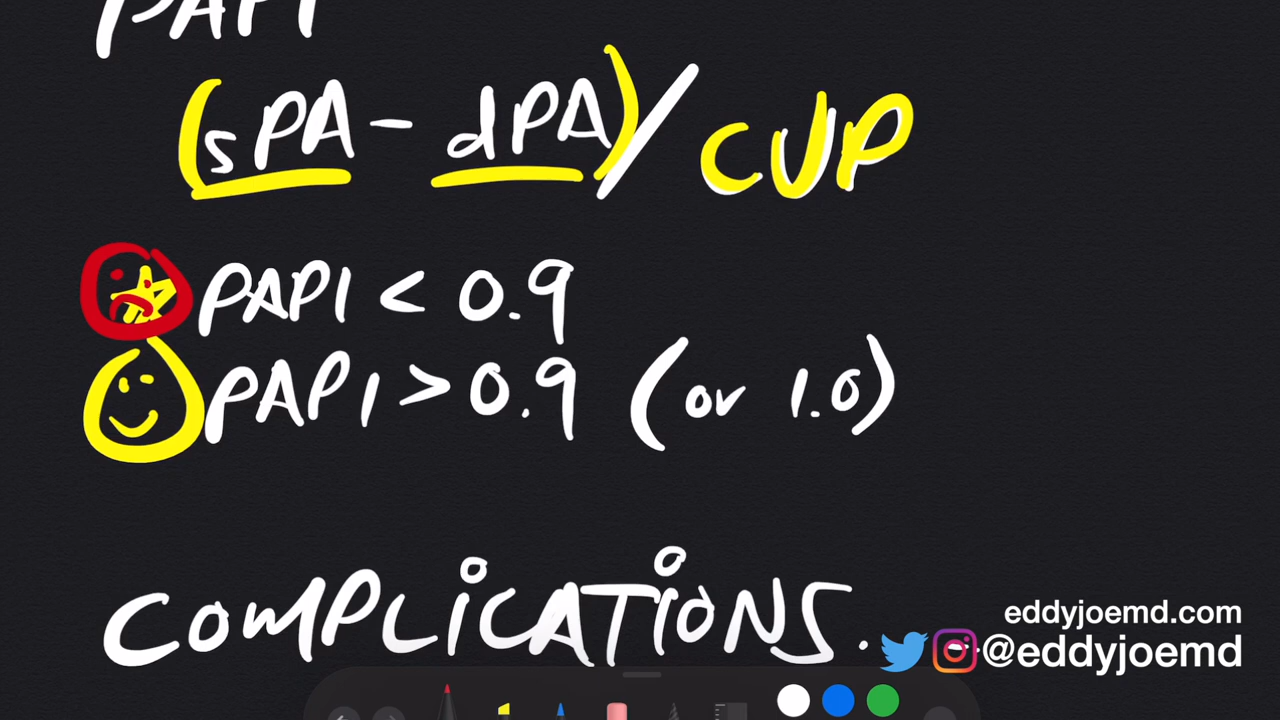 PAPI
(sPA - dPA)/CVP
PAPI < 0.9
PAPI > 0.9 (or 1.0)
COMPLICATIONS.
eddyjoemd.com
@eddyjoemd